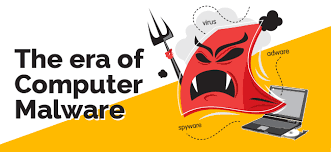 The era of
Computer
Malware
virus
adware
spyware